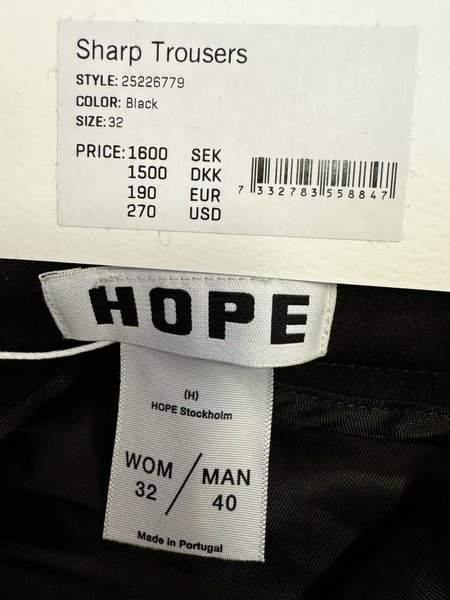 Sharp Trousers
STYLE: 25226779
COLOR: Black
SIZE: 32
PRICE: 1600 SEK
1500 DKK
190 EUR
270 USD
7 332783 558847
HOPE
(H)
HOPE Stockholm
WOM / MAN
32 40
Made in Portugal